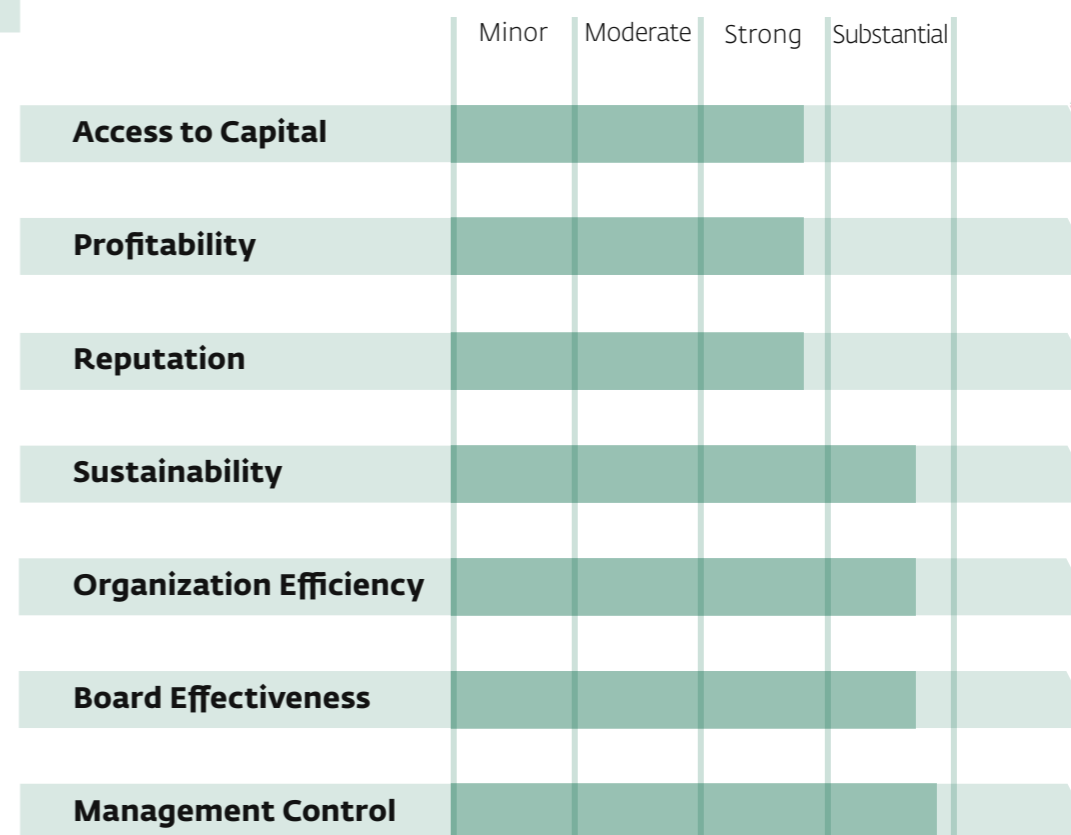 Minor Moderate Strong Substantial
Access to Capital
Profitability
Reputation
Sustainability
Organization Efficiency
Board Effectiveness
Management Control